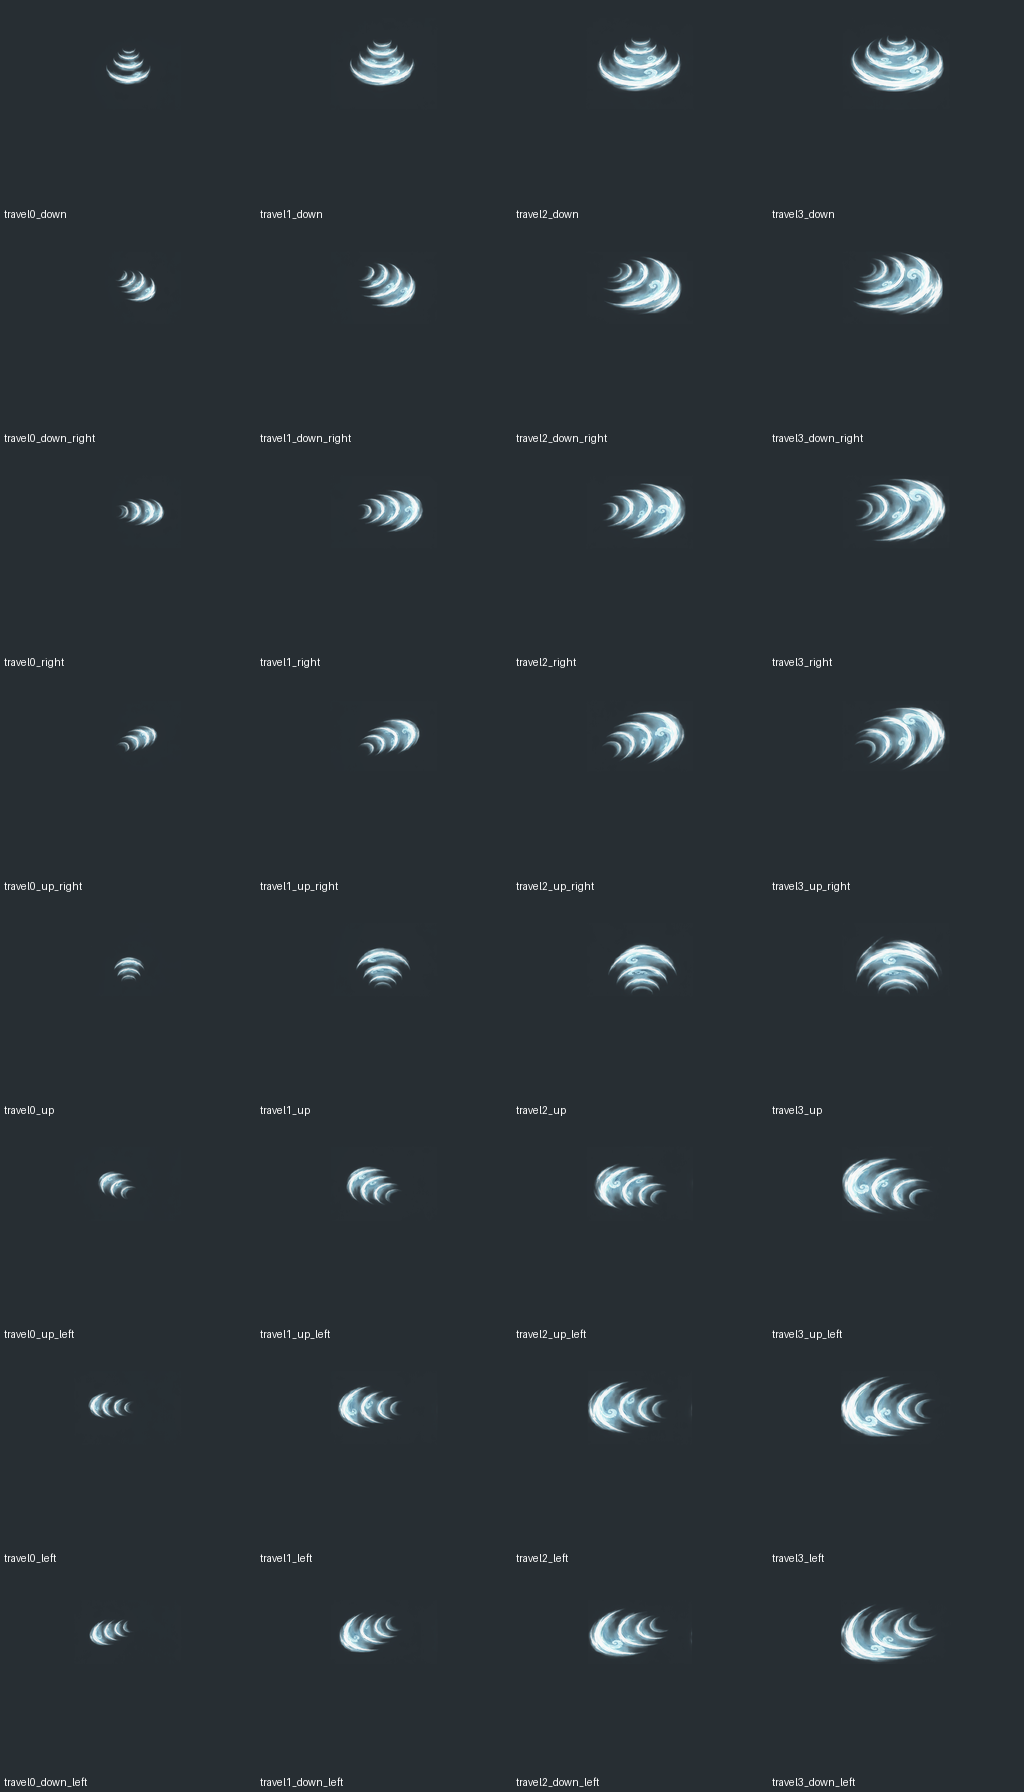 travel0_down travel1_down travel2_down travel3_down
travel0_down_right travel1_down_right travel2_down_right travel3_down_right
travel0_right travel1_right travel2_right travel3_right
travel0_up_right travel1_up_right travel2_up_right travel3_up_right
travel0_up travel1_up travel2_up travel3_up
travel0_up_left travel1_up_left travel2_up_left travel3_up_left
travel0_left travel1_left travel2_left travel3_left
travel0_down_left travel1_down_left travel2_down_left travel3_down_left